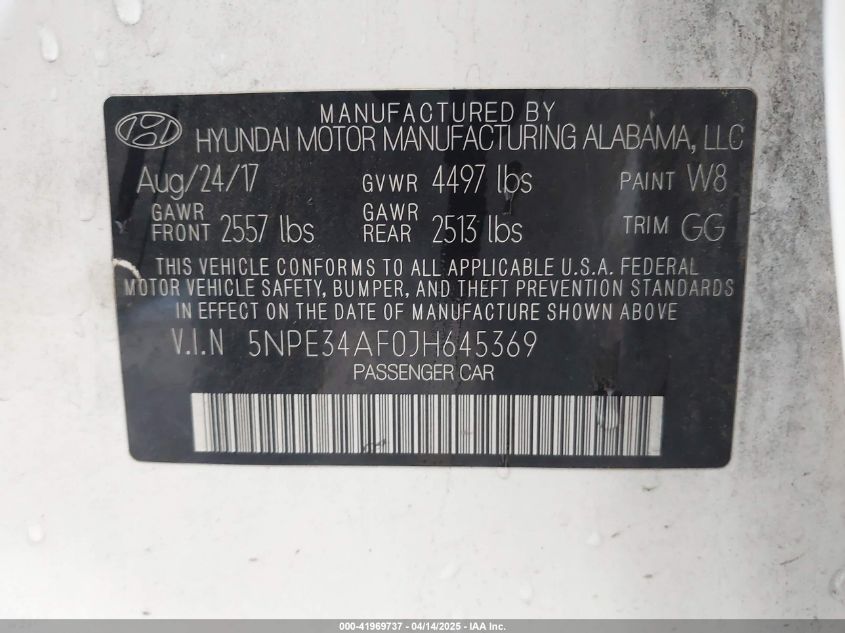 MANUFACTURED BY
HYUNDAI MOTOR MANUFACTURING ALABAMA, LLC
Aug/24/17 GVWR 4497 lbs PAINT W8
GAWR FRONT 2557 lbs GAWR REAR 2513 lbs TRIM GG
THIS VEHICLE CONFORMS TO ALL APPLICABLE U.S.A. FEDERAL
MOTOR VEHICLE SAFETY, BUMPER, AND THEFT PREVENTION STANDARDS
IN EFFECT ON THE DATE OF MANUFACTURE SHOWN ABOVE
V.I.N 5NPE34AF0JH645369
PASSENGER CAR
000-41969737 - 04/14/2025 - IAA Inc.